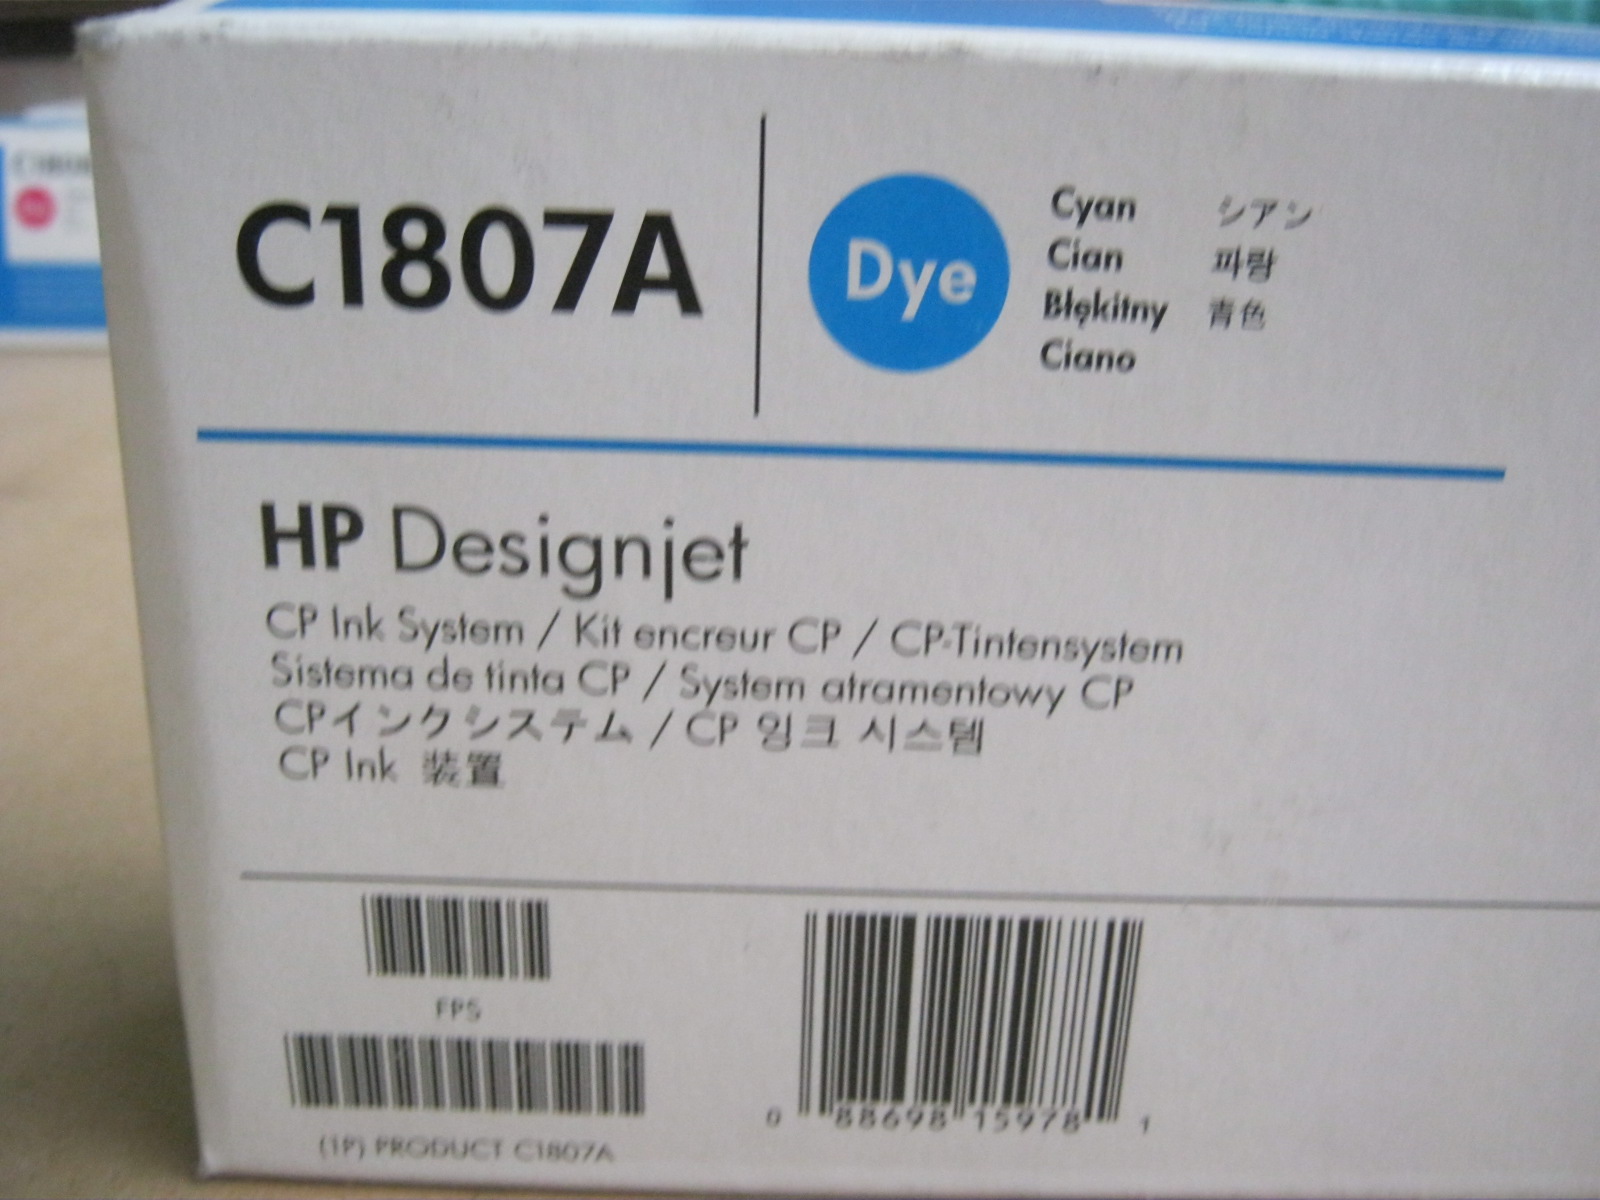 C1807A
Dye
Cyan シアン
Cian 파랑
Błękitny 青色
Ciano
HP Designjet
CP Ink System / Kit encreur CP / CP-Tintensystem
Sistema de tinta CP / System atramentowy CP
CPインクシステム / CP 잉크 시스템
CP Ink 装置
FPS
(1P) PRODUCT C1807A
0 88698 15978 1